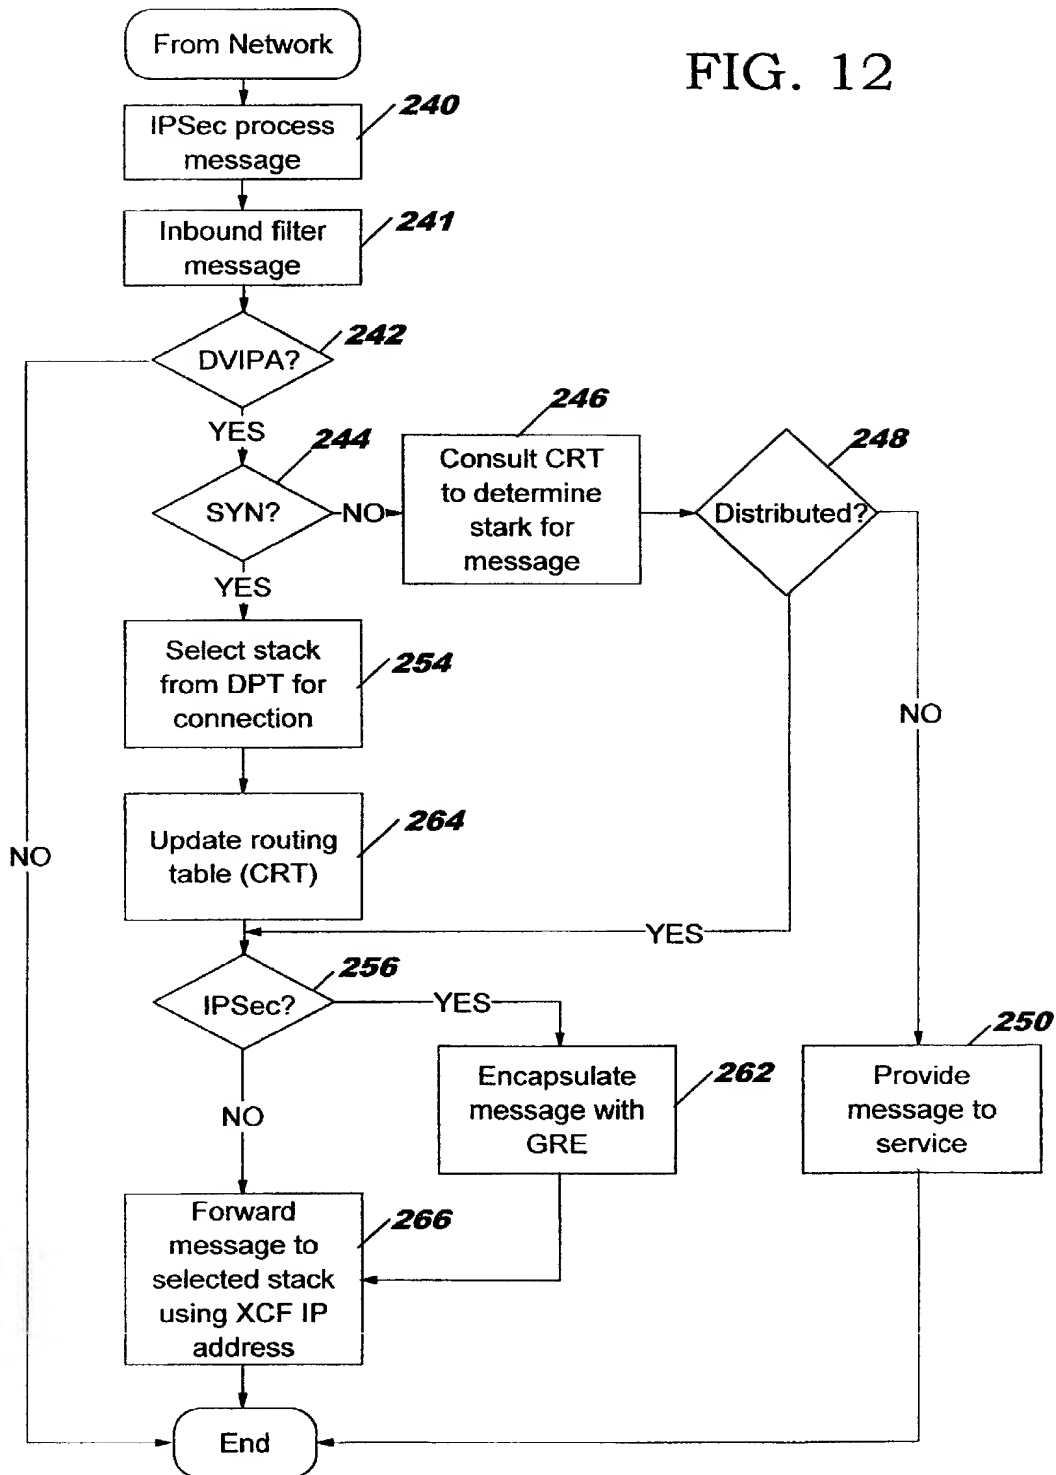 From Network
FIG. 12
240
IPSec process
message
241
Inbound filter
message
242
DVIPA?
YES
244
SYN?
NO
246
Consult CRT
to determine
stark for
message
248
Distributed?
YES
254
Select stack
from DPT for
connection
NO
264
Update routing
table (CRT)
NO
YES
256
IPSec?
YES
250
Provide
message to
service
262
Encapsulate
message with
GRE
NO
266
Forward
message to
selected stack
using XCF IP
address
End